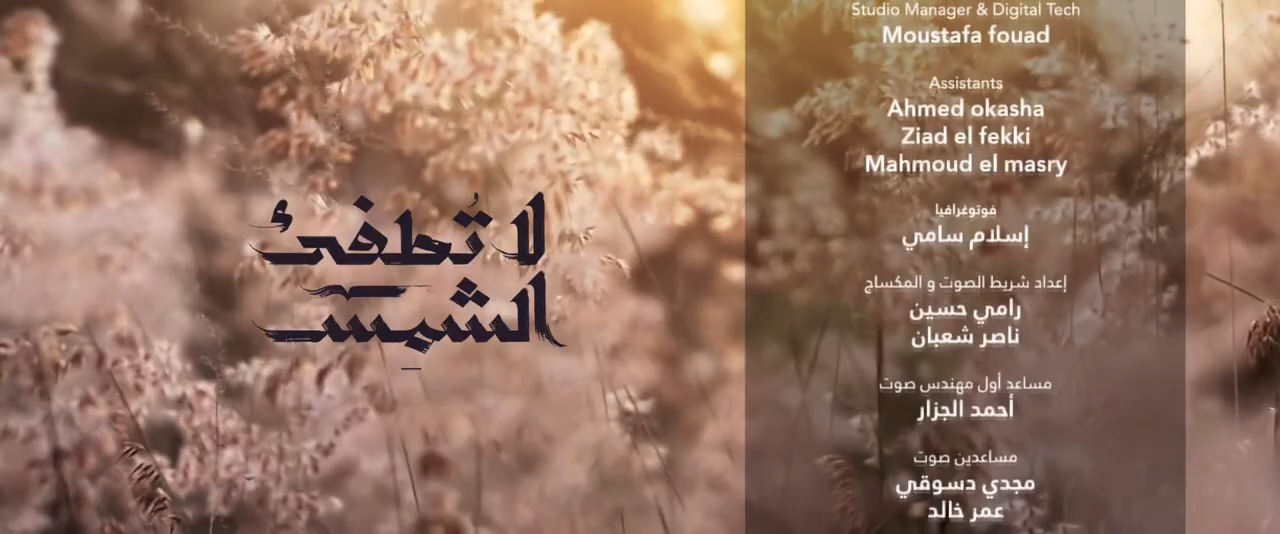 لا تُطفئ
الشمس
Studio Manager & Digital Tech
Moustafa fouad
Assistants
Ahmed okasha
Ziad el fekki
Mahmoud el masry
فوتوغرافيا
إسلام سامي
إعداد شريط الصوت و المكساج
رامي حسين
ناصر شعبان
مساعد أول مهندس صوت
أحمد الجزار
مساعدين صوت
مجدي دسوقي
عمر خالد